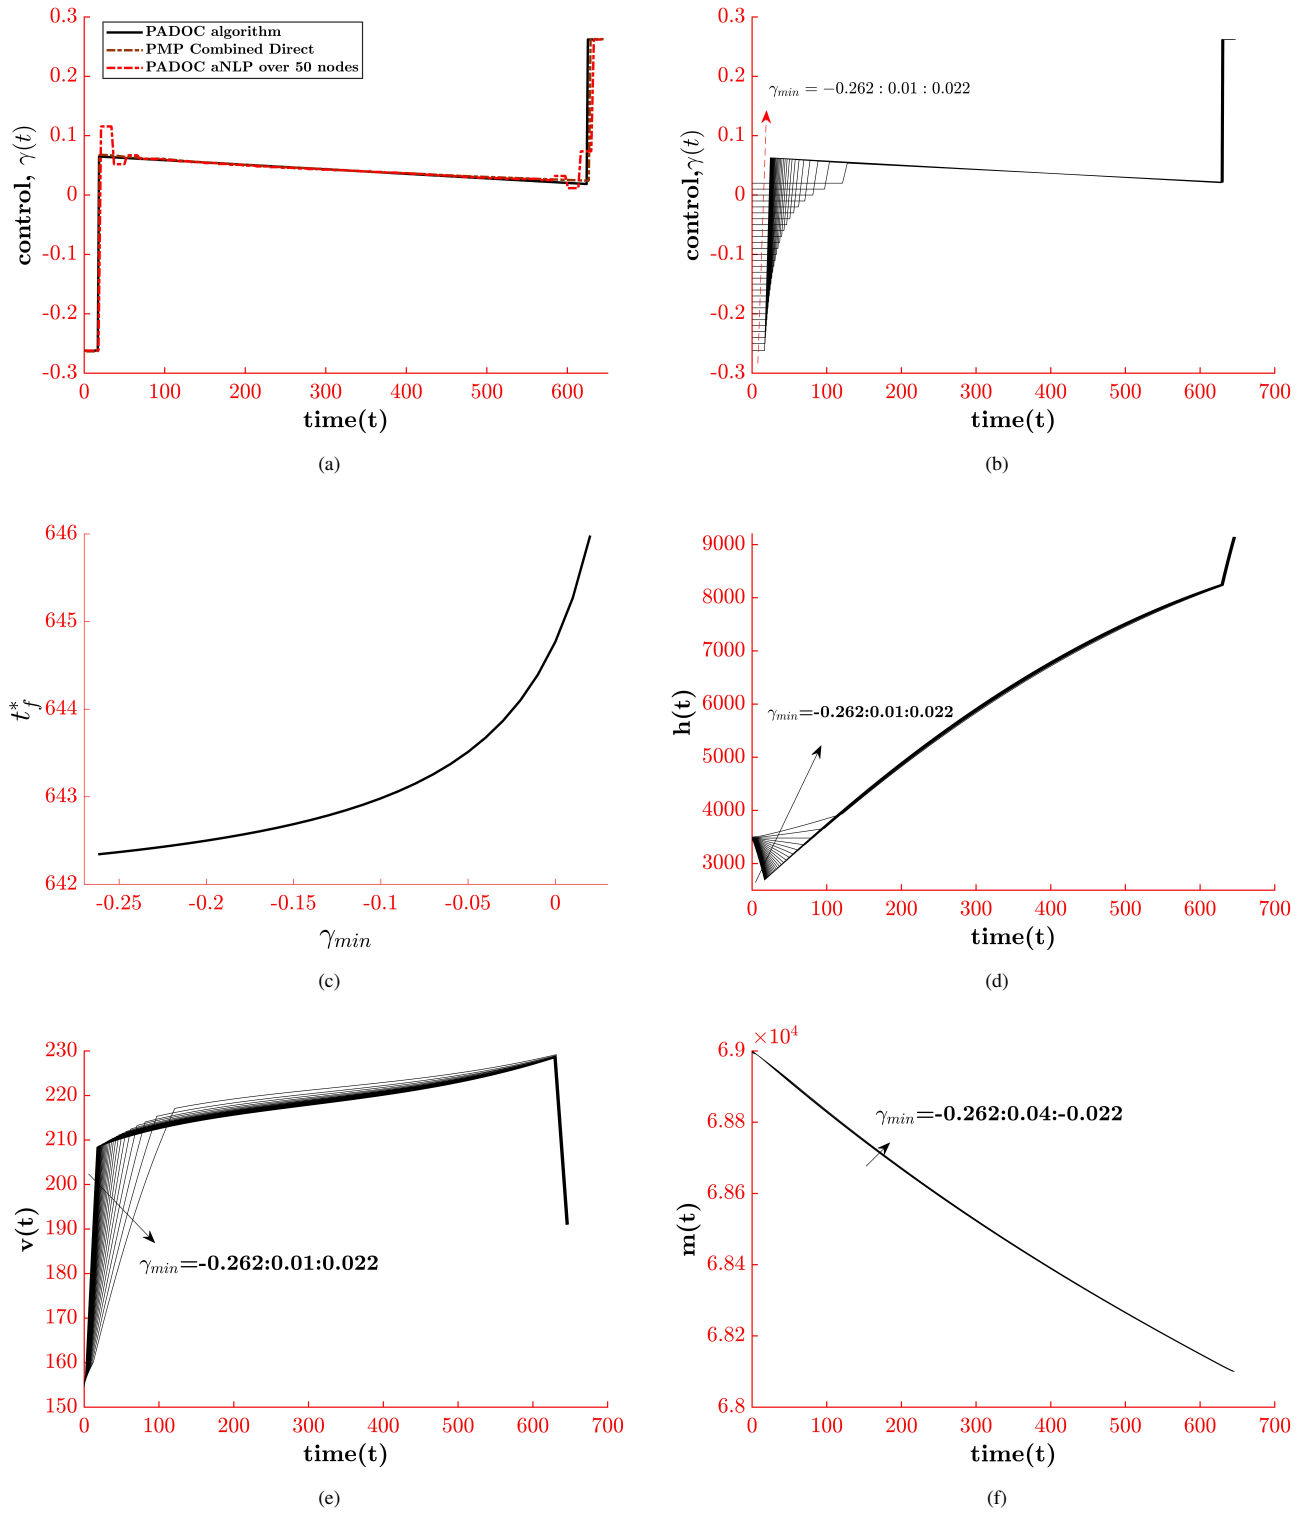 0.3
0.2
0.1
0
-0.1
-0.2
-0.3
control, γ(t)
PADOC algorithm
PMP Combined Direct
PADOC aNLP over 50 nodes
0 100 200 300 400 500 600
time(t)
(a)
0.3
0.2
0.1
0
-0.1
-0.2
-0.3
control,γ(t)
γmin = −0.262 : 0.01 : 0.022
0 100 200 300 400 500 600 700
time(t)
(b)
646
645
644
643
642
t*f
-0.25 -0.2 -0.15 -0.1 -0.05 0
γmin
(c)
9000
8000
7000
6000
5000
4000
3000
h(t)
γmin=-0.262:0.01:0.022
0 100 200 300 400 500 600 700
time(t)
(d)
230
220
210
200
190
180
170
160
150
v(t)
γmin=-0.262:0.01:0.022
0 100 200 300 400 500 600 700
time(t)
(e)
×10⁴
6.9
6.88
6.86
6.84
6.82
6.8
m(t)
γmin=-0.262:0.04:-0.022
0 100 200 300 400 500 600 700
time(t)
(f)